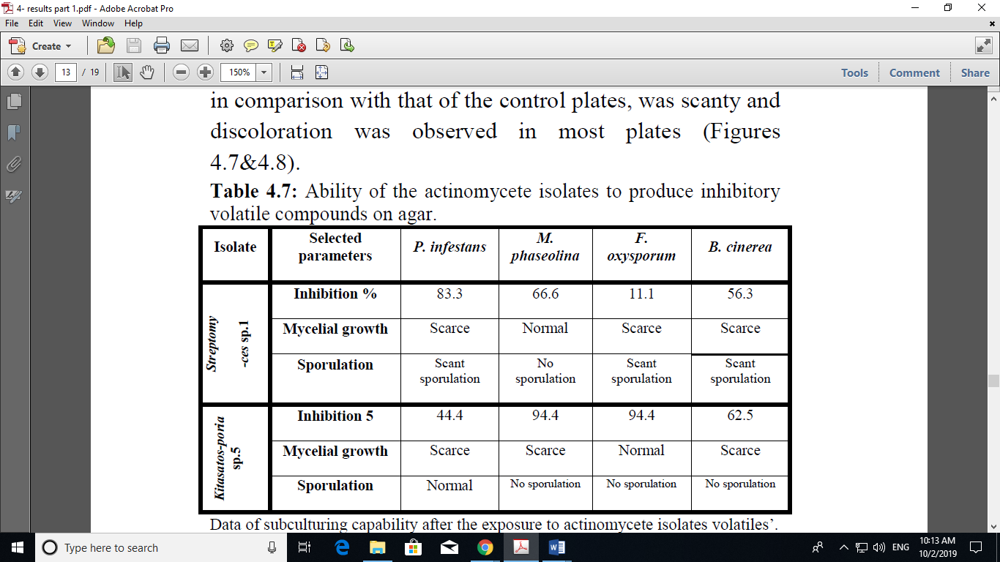 4- results part 1.pdf - Adobe Acrobat Pro
File Edit View Window Help
Create
13 / 19
150%
Tools Comment Share
in comparison with that of the control plates, was scanty and
discoloration was observed in most plates (Figures
4.7&4.8).
Table 4.7: Ability of the actinomycete isolates to produce inhibitory
volatile compounds on agar.
Isolate Selected parameters P. infestans M. phaseolina F. oxysporum B. cinerea
Streptomy
-ces sp.1
Inhibition % 83.3 66.6 11.1 56.3
Mycelial growth Scarce Normal Scarce Scarce
Sporulation Scant sporulation No sporulation Scant sporulation Scant sporulation
Kitasatos-poria
sp.5
Inhibition 5 44.4 94.4 94.4 62.5
Mycelial growth Scarce Scarce Normal Scarce
Sporulation Normal No sporulation No sporulation No sporulation
Data of subculturing capability after the exposure to actinomycete isolates volatiles’.
Type here to search
ENG
10:13 AM
10/2/2019